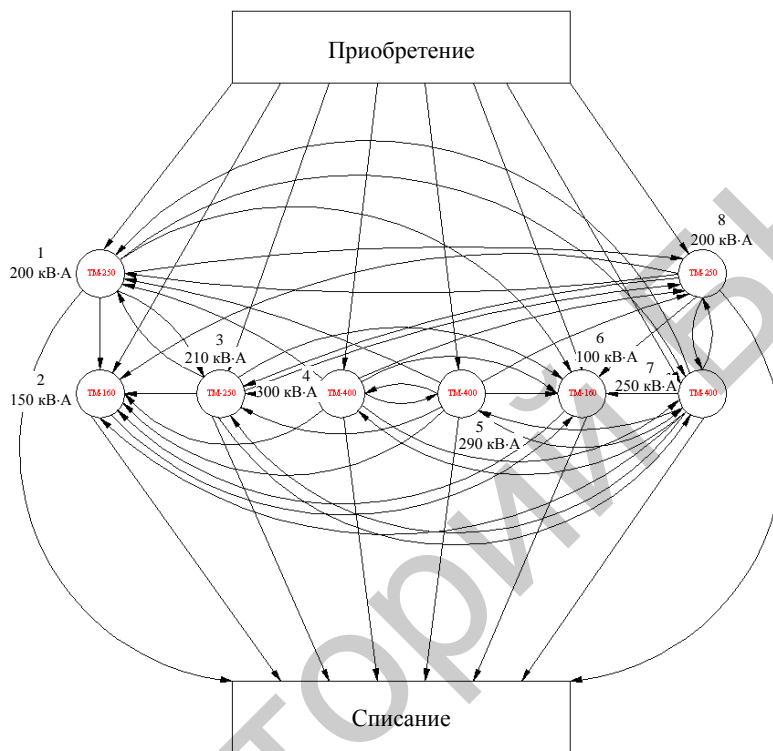 Приобретение
1
200 кВ·А
ТМ-250
8
200 кВ·А
ТМ-250
2
150 кВ·А
ТМ-160
3
210 кВ·А
ТМ-250
4
300 кВ·А
ТМ-400
ТМ-400
5
290 кВ·А
6
100 кВ·А
ТМ-160
7
250 кВ·А
ТМ-400
Списание